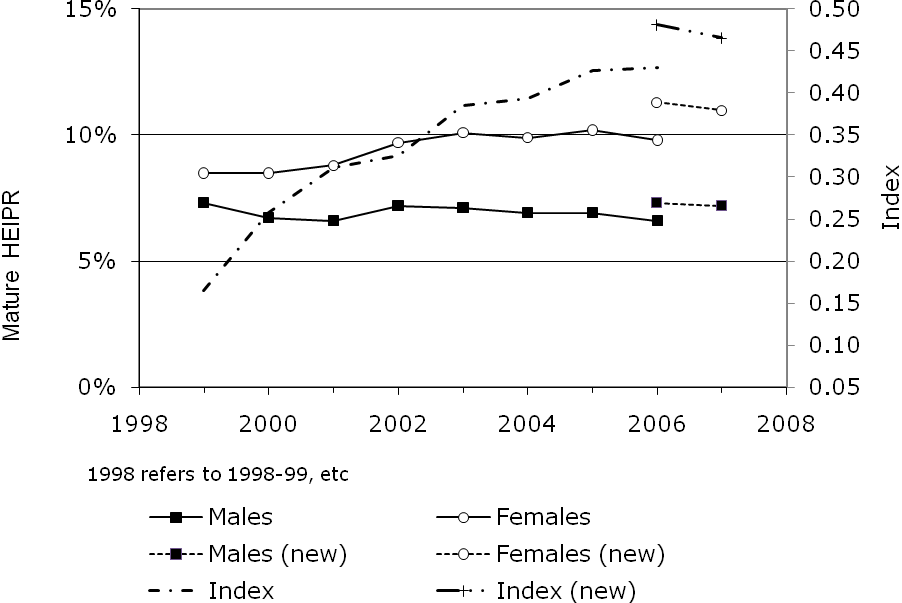 15%
10%
5%
0%
Mature HEIPR
0.50
0.45
0.40
0.35
0.30
0.25
0.20
0.15
0.10
0.05
Index
1998 2000 2002 2004 2006 2008
1998 refers to 1998-99, etc
Males Females
Males (new) Females (new)
Index Index (new)